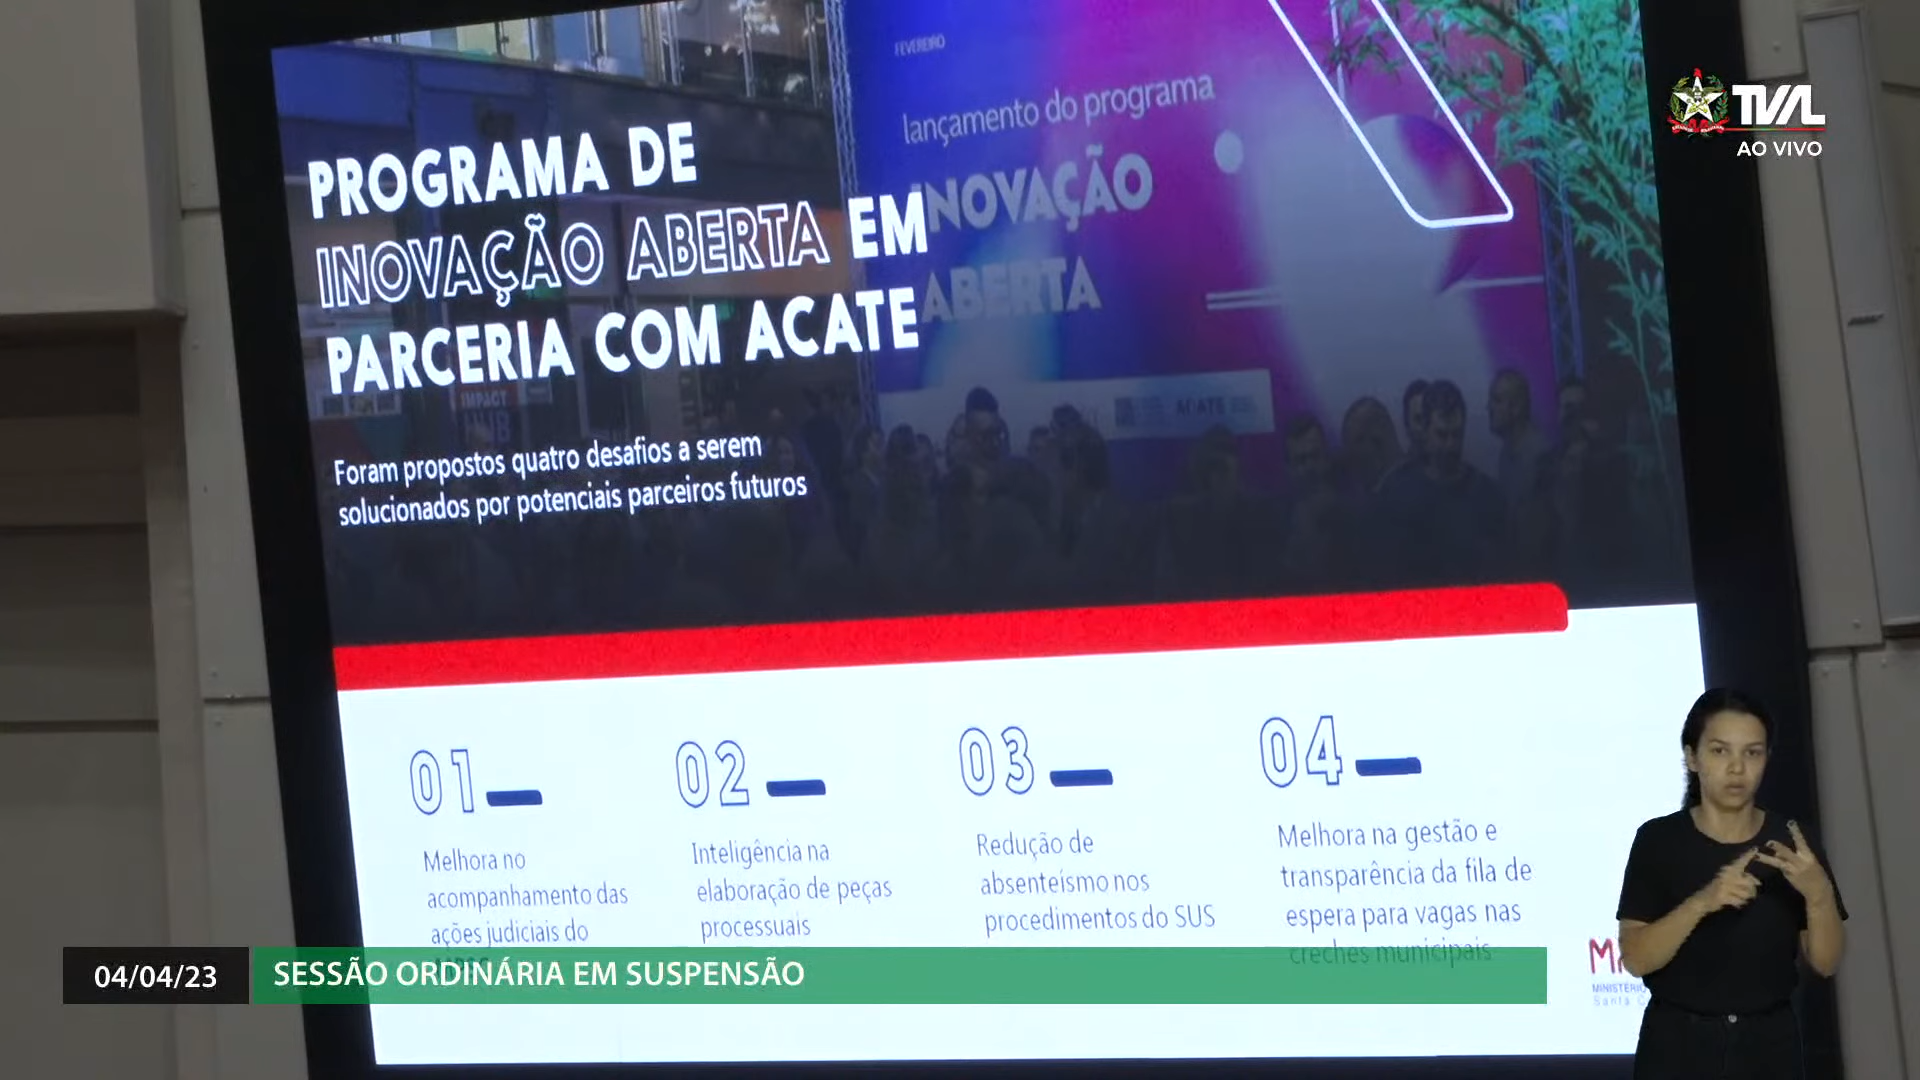 FEVEREIRO
lançamento do programa
INOVAÇÃO
ABERTA
TVAL
AO VIVO
PROGRAMA DE
INOVAÇÃO ABERTA EM
PARCERIA COM ACATE
IMPACT
HUB
ACATE
Foram propostos quatro desafios a serem
solucionados por potenciais parceiros futuros
01
Melhora no
acompanhamento das
ações judiciais do
02
Inteligência na
elaboração de peças
processuais
03
Redução de
absenteísmo nos
procedimentos do SUS
04
Melhora na gestão e
transparência da fila de
espera para vagas nas
creches municipais
04/04/23
SESSÃO ORDINÁRIA EM SUSPENSÃO